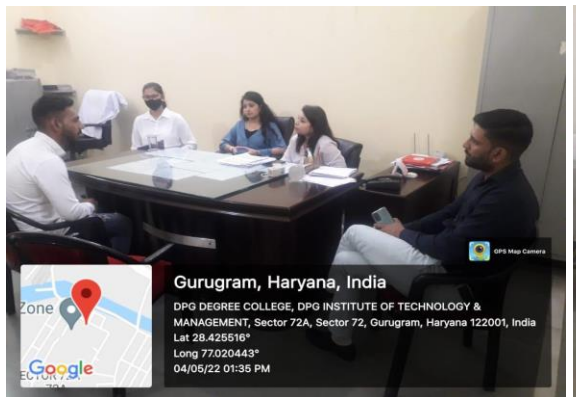 GPS Map Camera
Gurugram, Haryana, India
DPG DEGREE COLLEGE, DPG INSTITUTE OF TECHNOLOGY &
MANAGEMENT, Sector 72A, Sector 72, Gurugram, Haryana 122001, India
Lat 28.425516°
Long 77.020443°
04/05/22 01:35 PM
Zone
Google